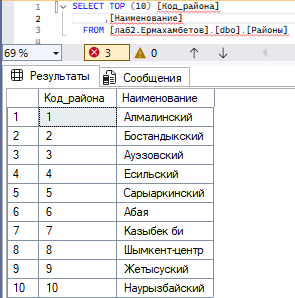 1 SELECT TOP (10) [Код_района]
2 ,[Наименование]
3 FROM [лаб2.Ермахамбетов].[dbo].[Районы]
69 % 3 0
Результаты Сообщения
Код_района Наименование
1 1 Алмалинский
2 2 Бостандыкский
3 3 Ауэзовский
4 4 Есильский
5 5 Сарыаркинский
6 6 Абая
7 7 Казыбек би
8 8 Шымкент-центр
9 9 Жетысуский
10 10 Наурызбайский